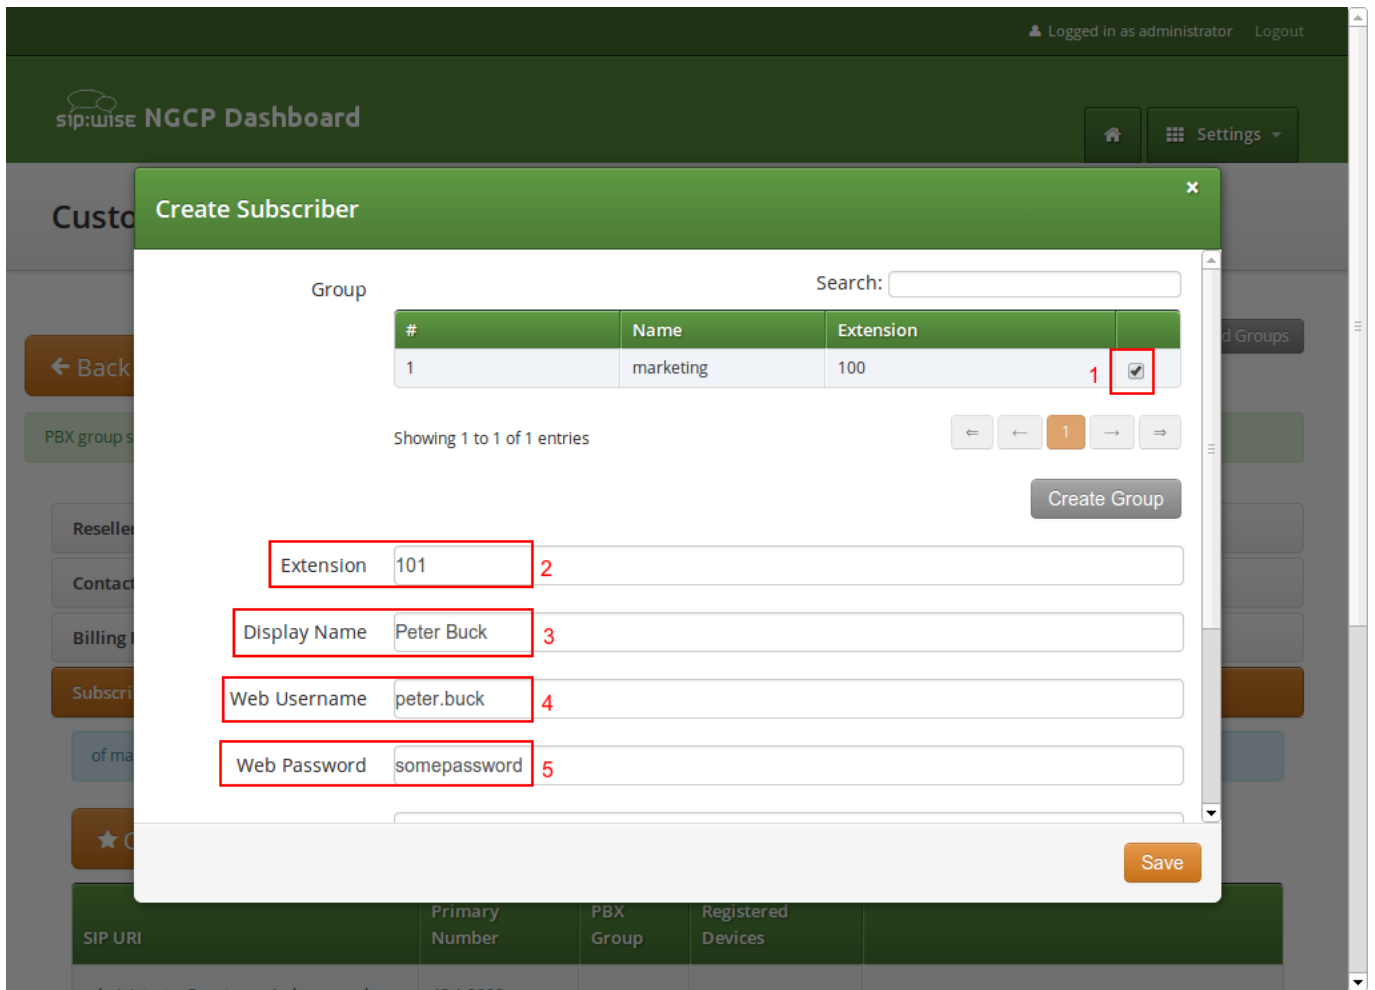 Logged in as administrator Logout
sip:wise NGCP Dashboard
Settings
Custo
Create Subscriber
×
Group
Search:
# Name Extension
d Groups
Back
1 marketing 100
1
PBX group s
Showing 1 to 1 of 1 entries
⇐ ← 1 → ⇒
Create Group
Reseller
Extension 101 2
Contact
Display Name Peter Buck 3
Billing
Subscri
Web Username peter.buck 4
of ma
Web Password somepassword 5
Save
SIP URI
Primary Number
PBX Group
Registered Devices